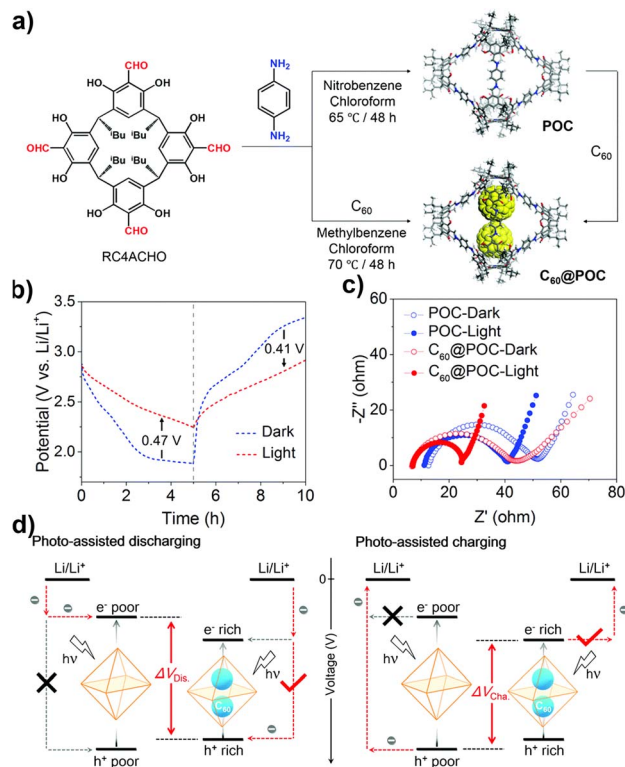 a)
CHO
OH
HO
OH
HO
iBu
iBu
OHC
CHO
iBu
iBu
HO
OH
HO
OH
CHO
RC4ACHO
NH2
NH2
Nitrobenzene
Chloroform
65 °C / 48 h
POC
C60
C60
Methylbenzene
Chloroform
70 °C / 48 h
C60@POC
b)
Potential (V vs. Li/Li+)
3.5
3.0
2.5
2.0
0.47 V
0.41 V
Dark
Light
0 2 4 6 8 10
Time (h)
c)
-Z'' (ohm)
60
40
20
0
POC-Dark
POC-Light
C60@POC-Dark
C60@POC-Light
0 20 40 60 80
Z' (ohm)
d)
Photo-assisted discharging
Li/Li+
Li/Li+
e- poor
e- rich
hν
hν
ΔVDis.
C60
h+ poor
h+ rich
0
Voltage (V)
Photo-assisted charging
Li/Li+
Li/Li+
e- poor
e- rich
hν
hν
ΔVCha.
C60
h+ poor
h+ rich